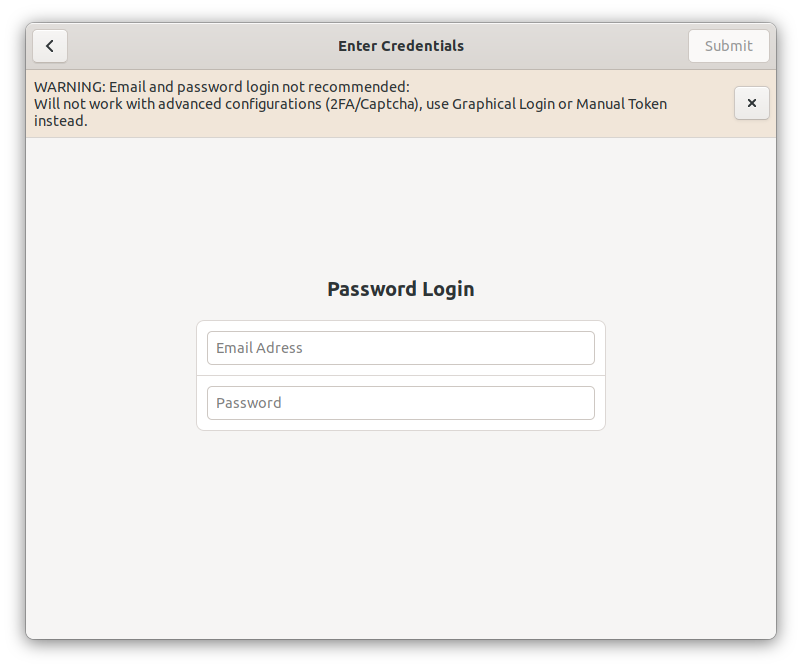 Enter Credentials
Submit
WARNING: Email and password login not recommended:
Will not work with advanced configurations (2FA/Captcha), use Graphical Login or Manual Token
instead.
Password Login
Email Adress
Password